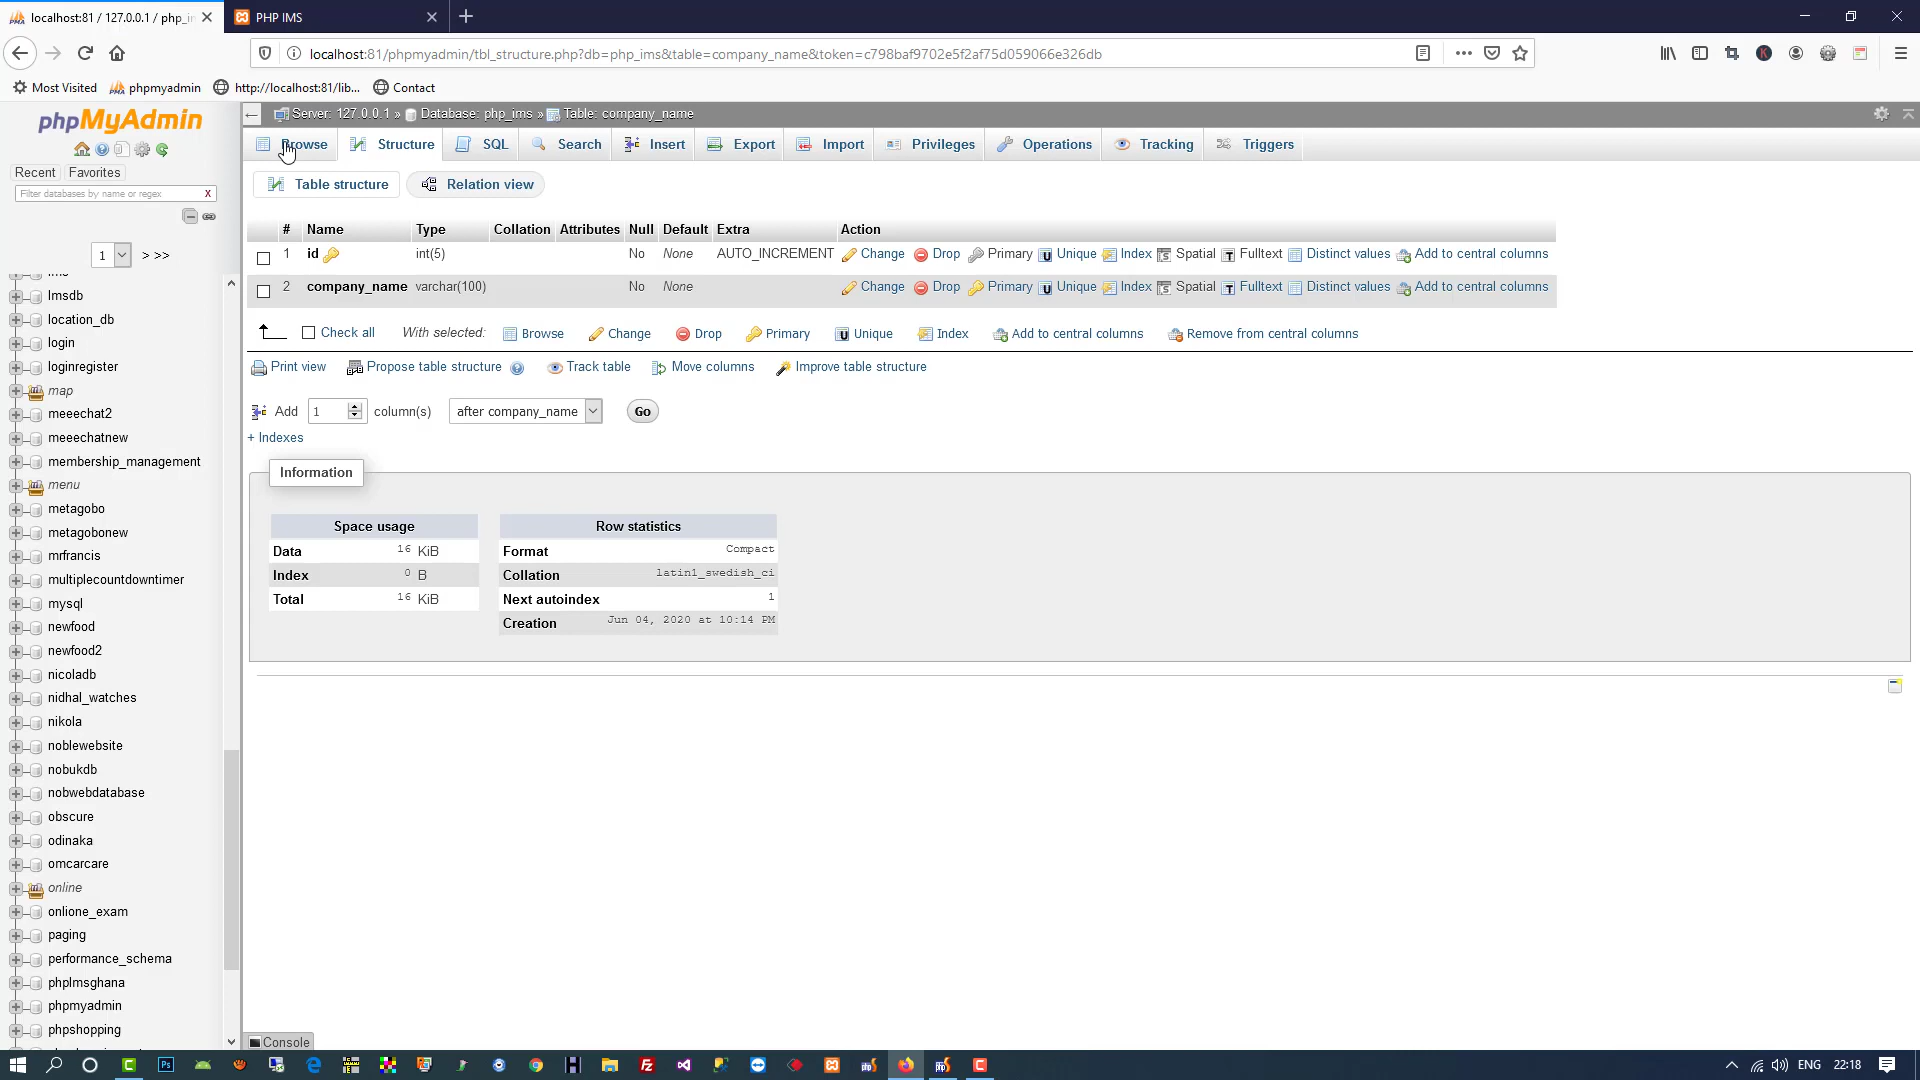 localhost:81 / 127.0.0.1 / php_i
PHP IMS
localhost:81/phpmyadmin/tbl_structure.php?db=php_ims&table=company_name&token=c798baf9702e5f2af75d059066e326db
Most Visited
phpmyadmin
http://localhost:81/lib...
Contact
phpMyAdmin
Server: 127.0.0.1 » Database: php_ims » Table: company_name
Browse Structure SQL Search Insert Export Import Privileges Operations Tracking Triggers
Recent Favorites
Filter databases by name or regex X
1 > >>
lmsdb
location_db
login
loginregister
map
meeechat2
meeechatnew
membership_management
menu
metagobo
metagobonew
mrfrancis
multiplecountdowntimer
mysql
newfood
newfood2
nicoladb
nidhal_watches
nikola
noblewebsite
nobukdb
nobwebdatabase
obscure
odinaka
omcarcare
online
onlione_exam
paging
performance_schema
phplmsghana
phpmyadmin
phpshopping
Table structure Relation view
# Name Type Collation Attributes Null Default Extra Action
1 id int(5) No None AUTO_INCREMENT Change Drop Primary Unique Index Spatial Fulltext Distinct values Add to central columns
2 company_name varchar(100) No None Change Drop Primary Unique Index Spatial Fulltext Distinct values Add to central columns
Check all With selected: Browse Change Drop Primary Unique Index Add to central columns Remove from central columns
Print view Propose table structure Track table Move columns Improve table structure
Add 1 column(s) after company_name Go
+ Indexes
Information
Space usage
Data 16 KiB
Index 0 B
Total 16 KiB
Row statistics
Format Compact
Collation latin1_swedish_ci
Next autoindex 1
Creation Jun 04, 2020 at 10:14 PM
Console
ENG 22:18